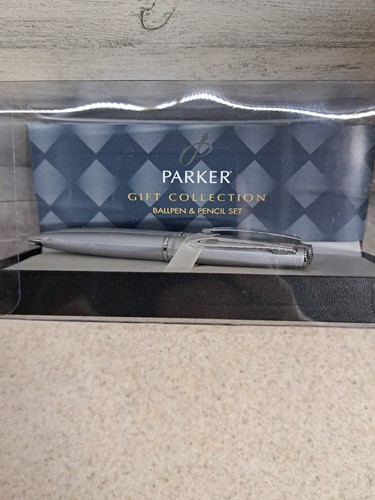 PARKER
GIFT COLLECTION
BALLPEN & PENCIL SET